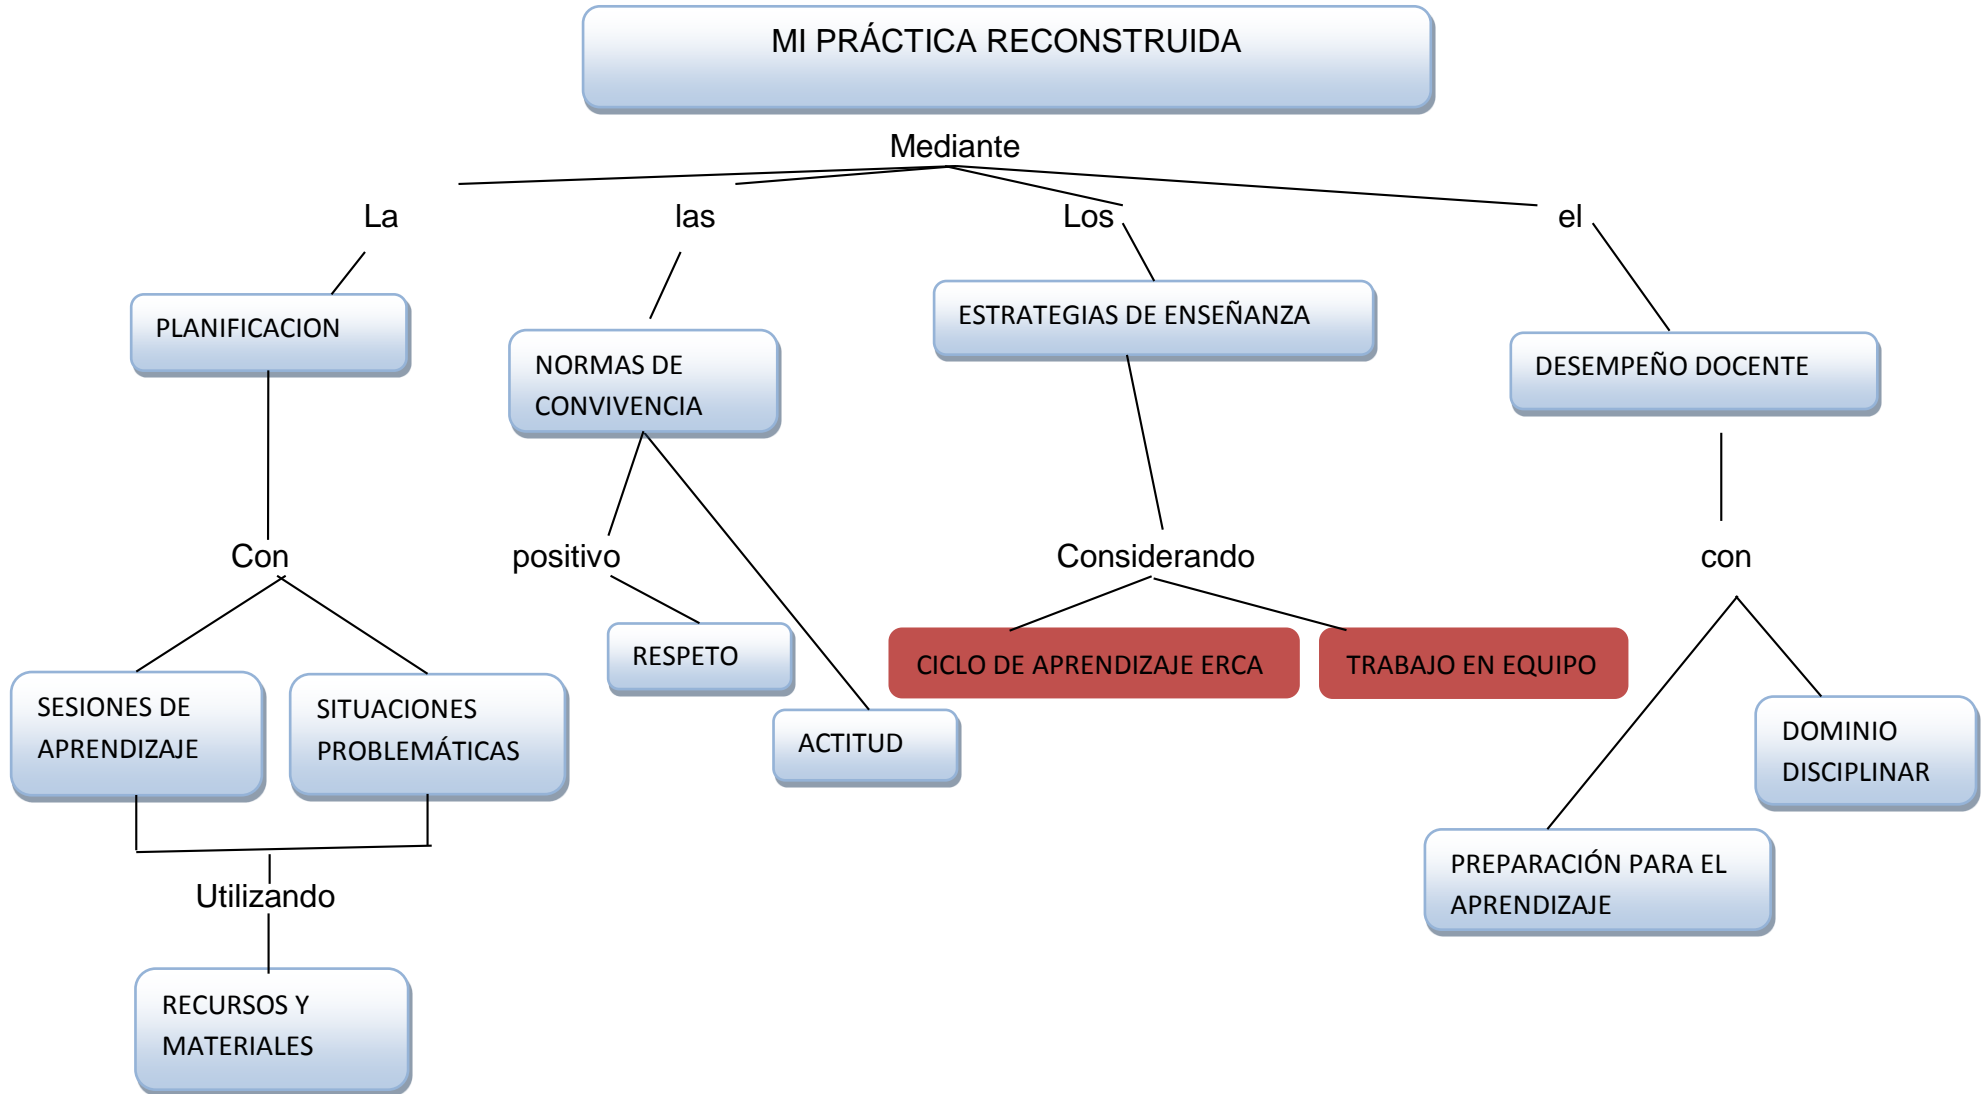 MI PRÁCTICA RECONSTRUIDA
Mediante
La
las
Los
el
PLANIFICACION
NORMAS DE
CONVIVENCIA
ESTRATEGIAS DE ENSEÑANZA
DESEMPEÑO DOCENTE
Con
positivo
Considerando
con
SESIONES DE
APRENDIZAJE
SITUACIONES
PROBLEMÁTICAS
RESPETO
ACTITUD
CICLO DE APRENDIZAJE ERCA
TRABAJO EN EQUIPO
DOMINIO
DISCIPLINAR
PREPARACIÓN PARA EL
APRENDIZAJE
Utilizando
RECURSOS Y
MATERIALES